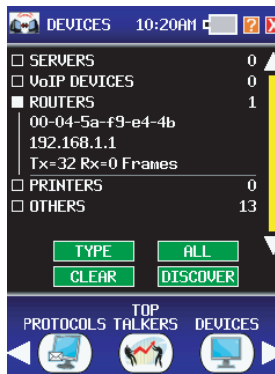 DEVICES 10:20AM ?
SERVERS 0
VoIP DEVICES 0
ROUTERS 1
00-04-5a-f9-e4-4b
192.168.1.1
Tx=32 Rx=0 Frames
PRINTERS 0
OTHERS 13
TYPE ALL
CLEAR DISCOVER
PROTOCOLS TOP TALKERS DEVICES